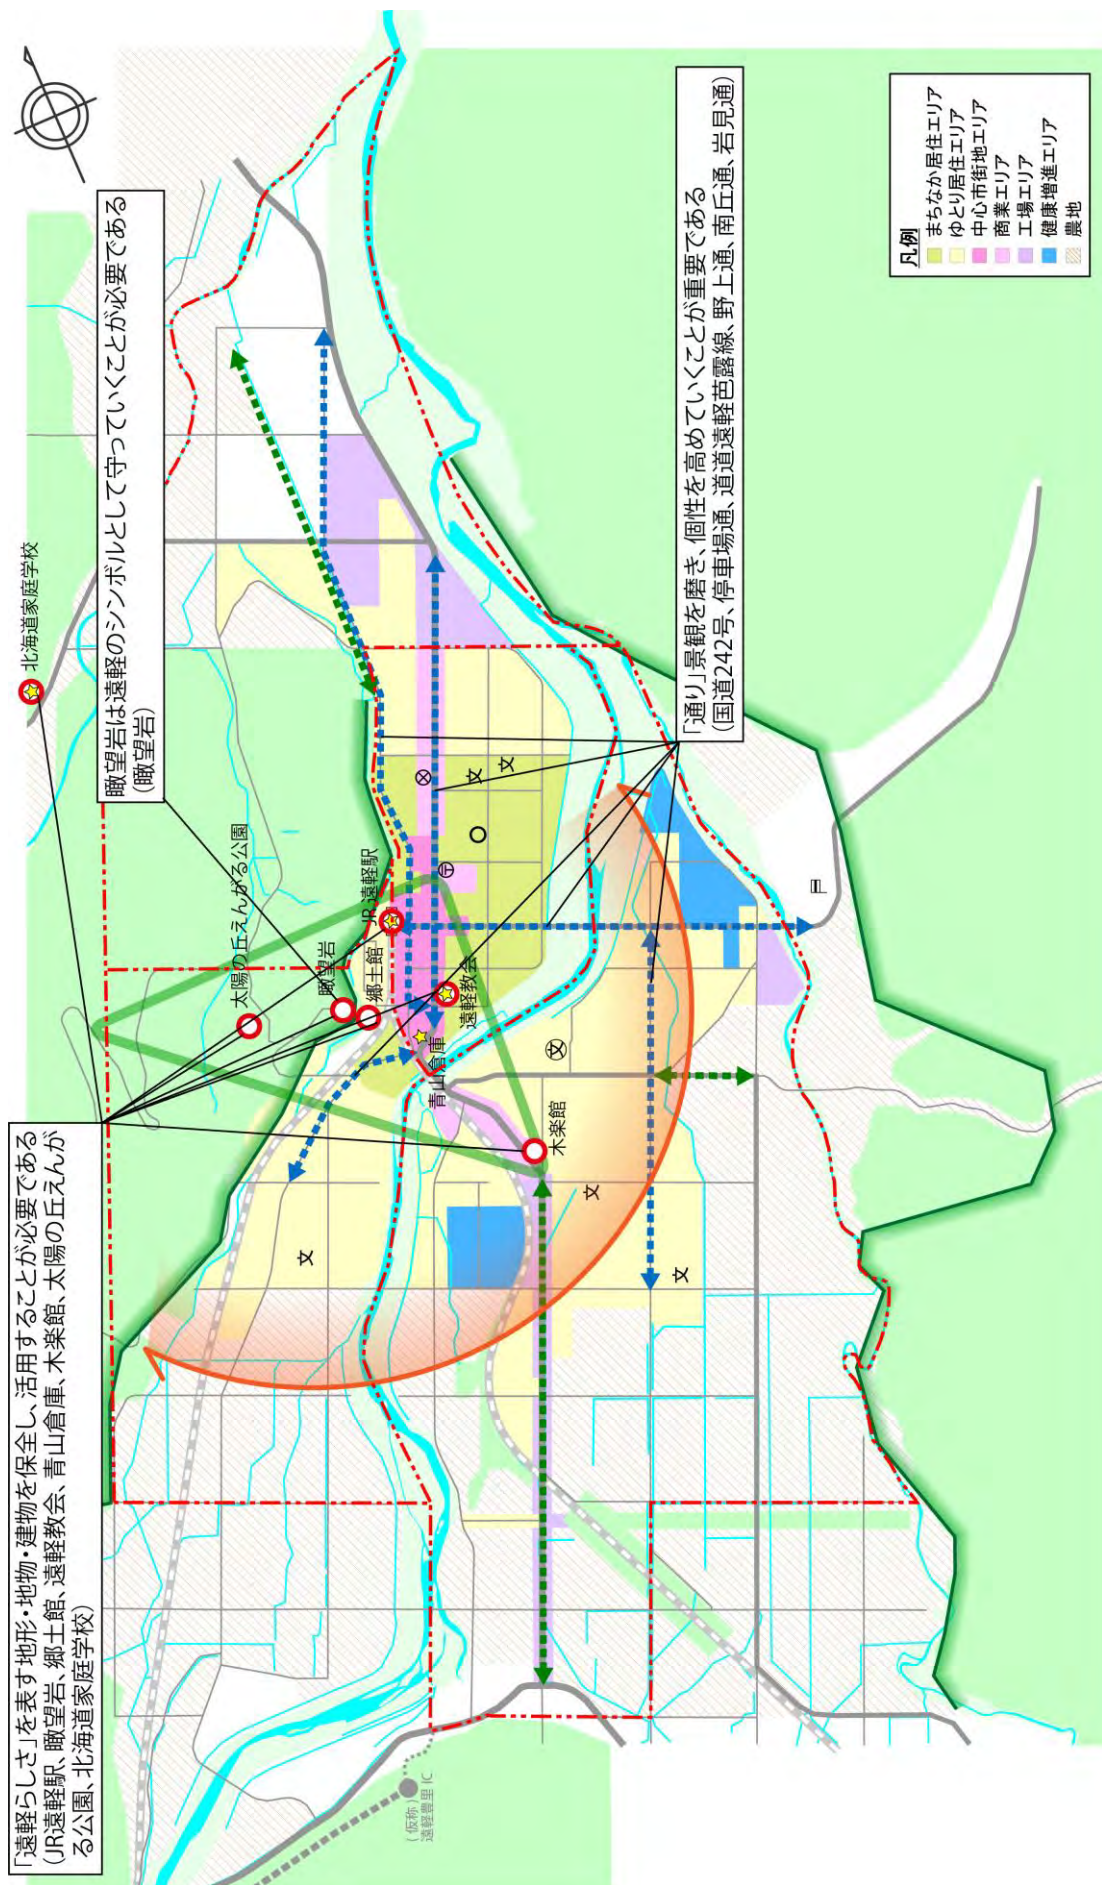 「遠軽らしさ」を表す地形・地物・建物を保全し、活用することが必要である
(JR遠軽駅、瞰望岩、郷土館、遠軽教会、青山倉庫、木楽館、太陽の丘えんが
る公園、北海道家庭学校)
瞰望岩は遠軽のシンボルとして守っていくことが必要である
(瞰望岩)
北海道家庭学校
太陽の丘えんがる公園
瞰望岩
郷土館
JR遠軽駅
遠軽教会
青山倉庫
木楽館
文
文
文
文
文
文
(仮称)
遠軽豊里IC
「通り」景観を磨き、個性を高めていくことが重要である
(国道242号、停車場通、道道遠軽芭露線、野上通、南丘通、岩見通)
凡例
まちなか居住エリア
ゆとり居住エリア
中心市街地エリア
商業エリア
工場エリア
健康増進エリア
農地